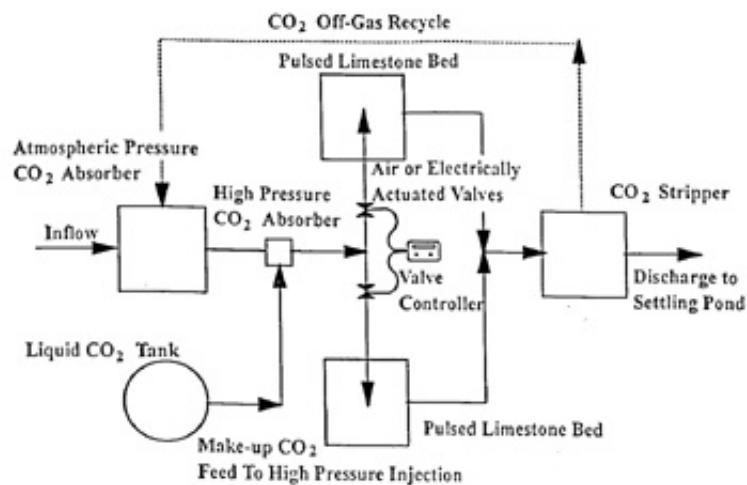 CO2 Off-Gas Recycle
Pulsed Limestone Bed
Atmospheric Pressure
CO2 Absorber
High Pressure
CO2 Absorber
Air or Electrically
Actuated Valves
CO2 Stripper
Inflow
Valve
Controller
Discharge to
Settling Pond
Liquid CO2 Tank
Make-up CO2
Feed To High Pressure Injection
Pulsed Limestone Bed